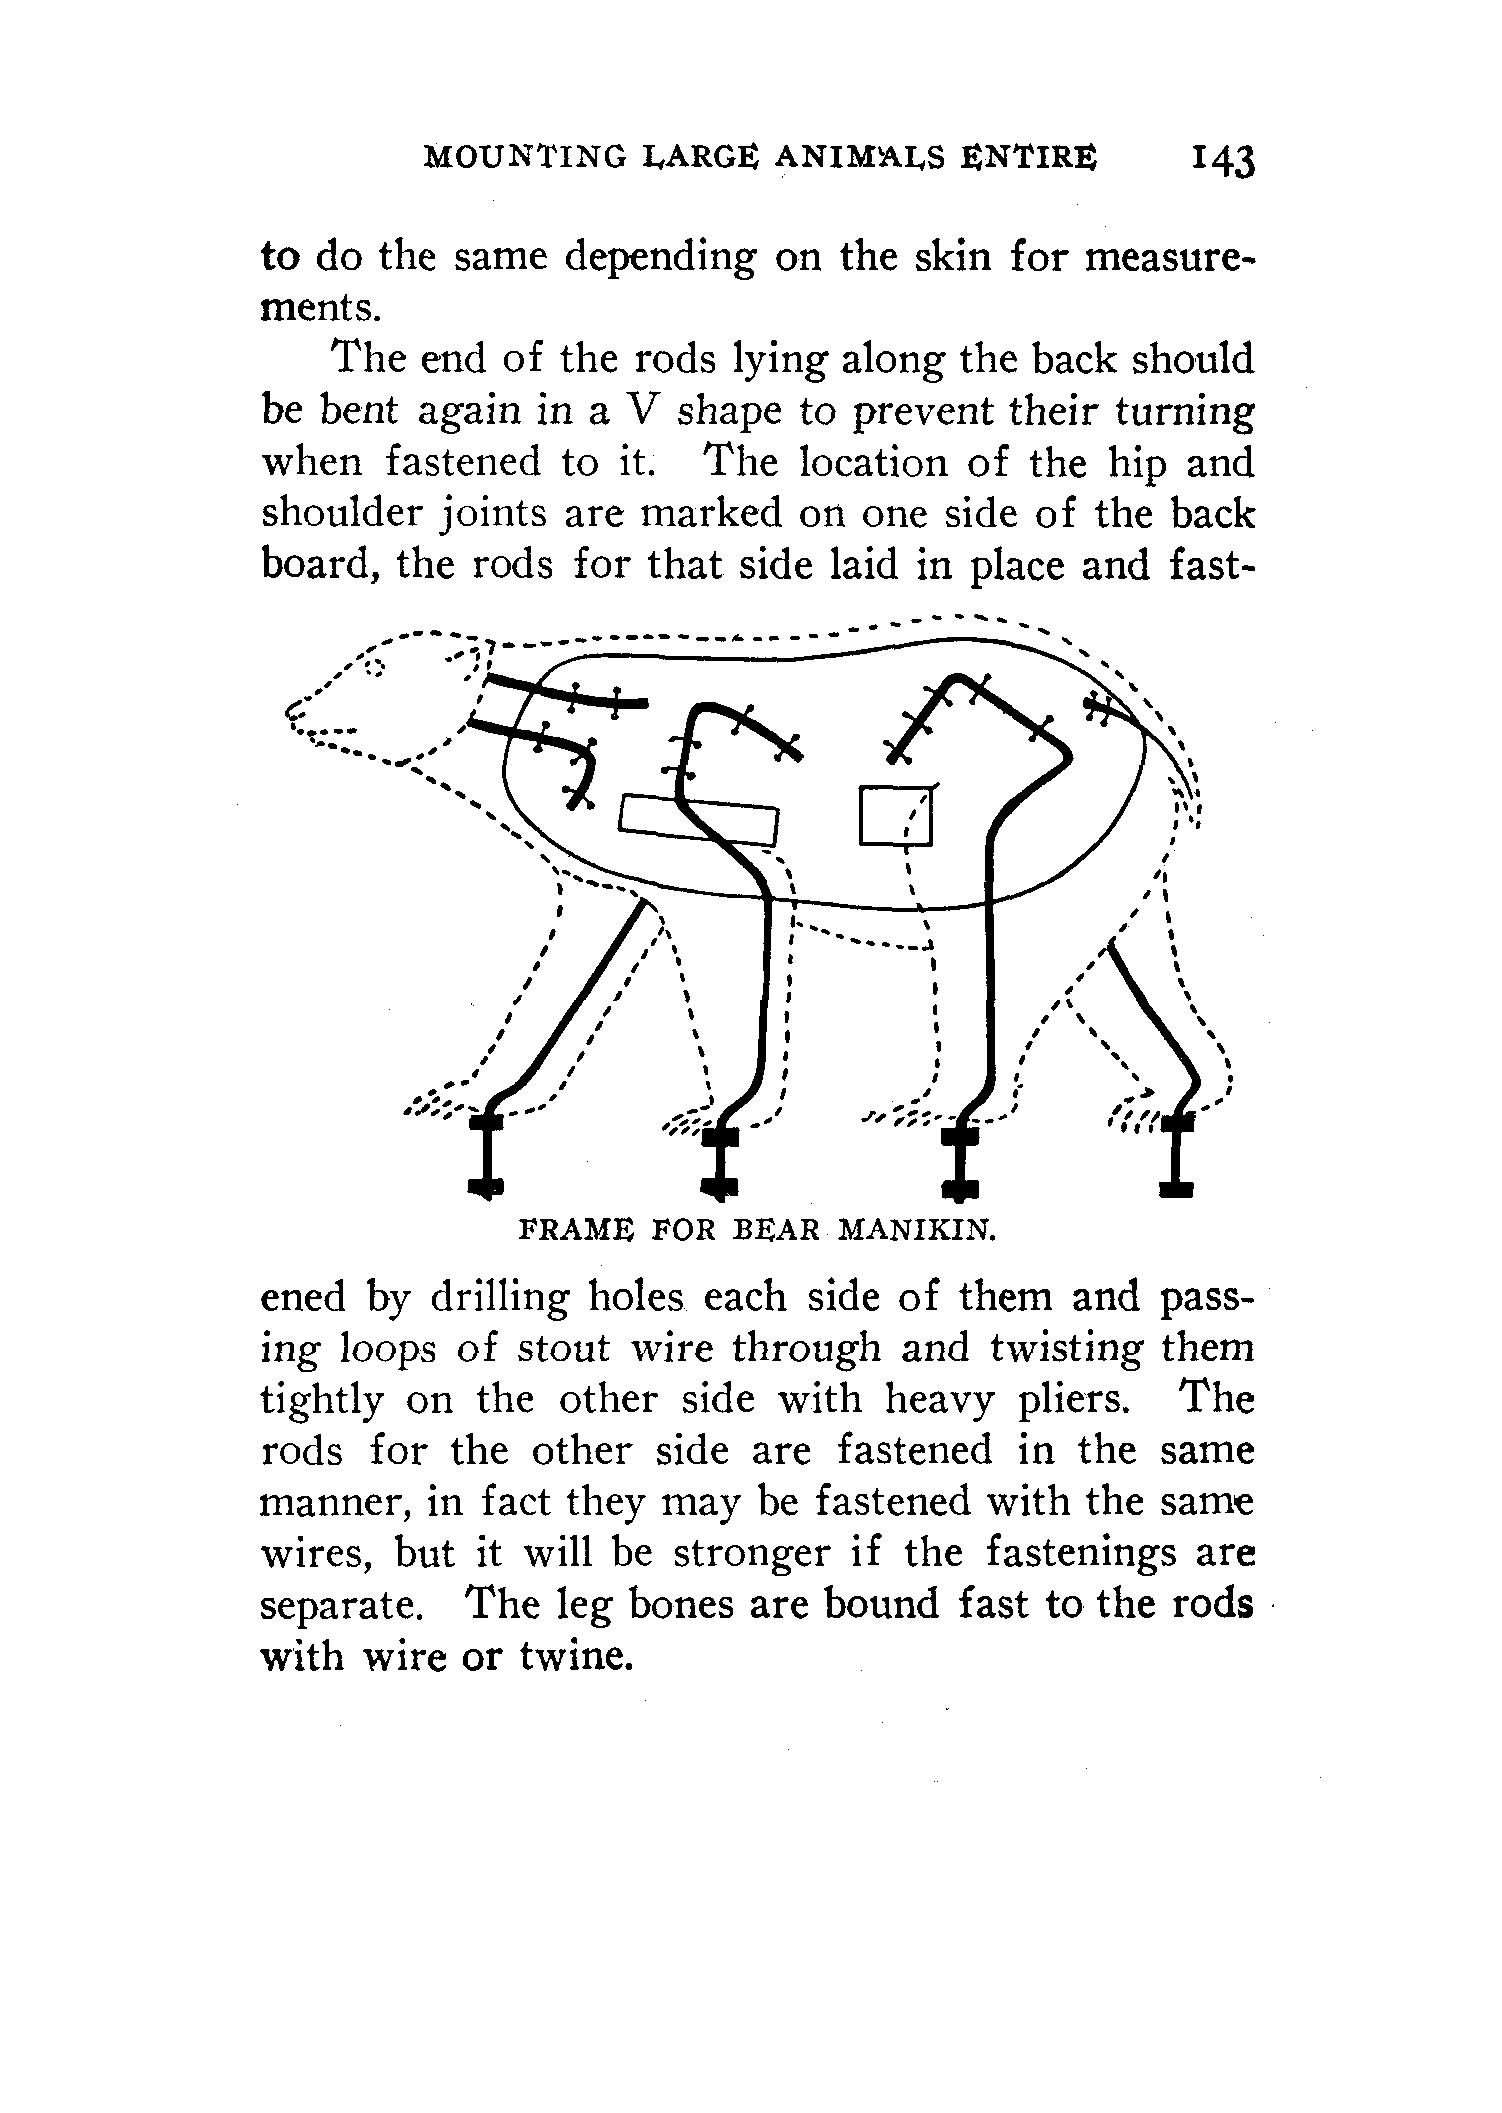 MOUNTING LARGE ANIMALS ENTIRE 143
to do the same depending on the skin for measure-
ments.
The end of the rods lying along the back should
be bent again in a V shape to prevent their turning
when fastened to it. The location of the hip and
shoulder joints are marked on one side of the back
board, the rods for that side laid in place and fast-
FRAME FOR BEAR MANIKIN.
ened by drilling holes each side of them and pass-
ing loops of stout wire through and twisting them
tightly on the other side with heavy pliers. The
rods for the other side are fastened in the same
manner, in fact they may be fastened with the same
wires, but it will be stronger if the fastenings are
separate. The leg bones are bound fast to the rods
with wire or twine.